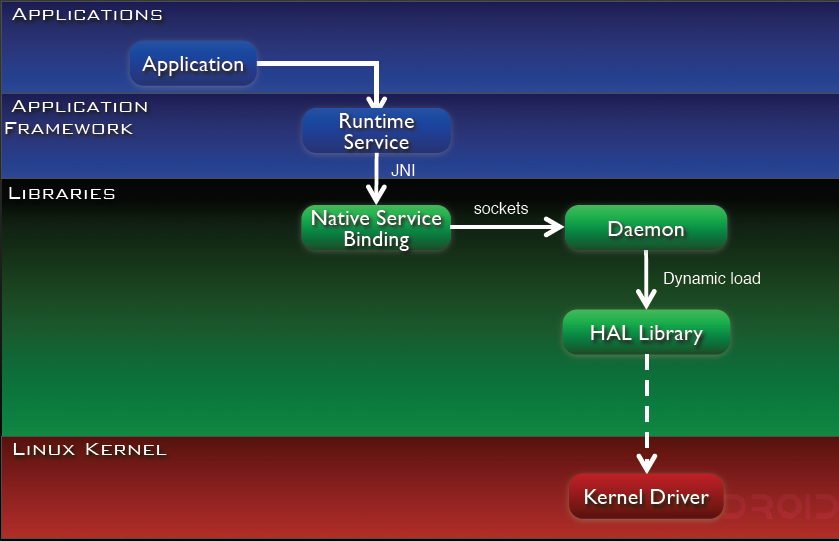 Applications
Application
Application
Framework
Runtime
Service
JNI
Libraries
Native Service
Binding
sockets
Daemon
Dynamic load
HAL Library
Linux Kernel
Kernel Driver
DROID